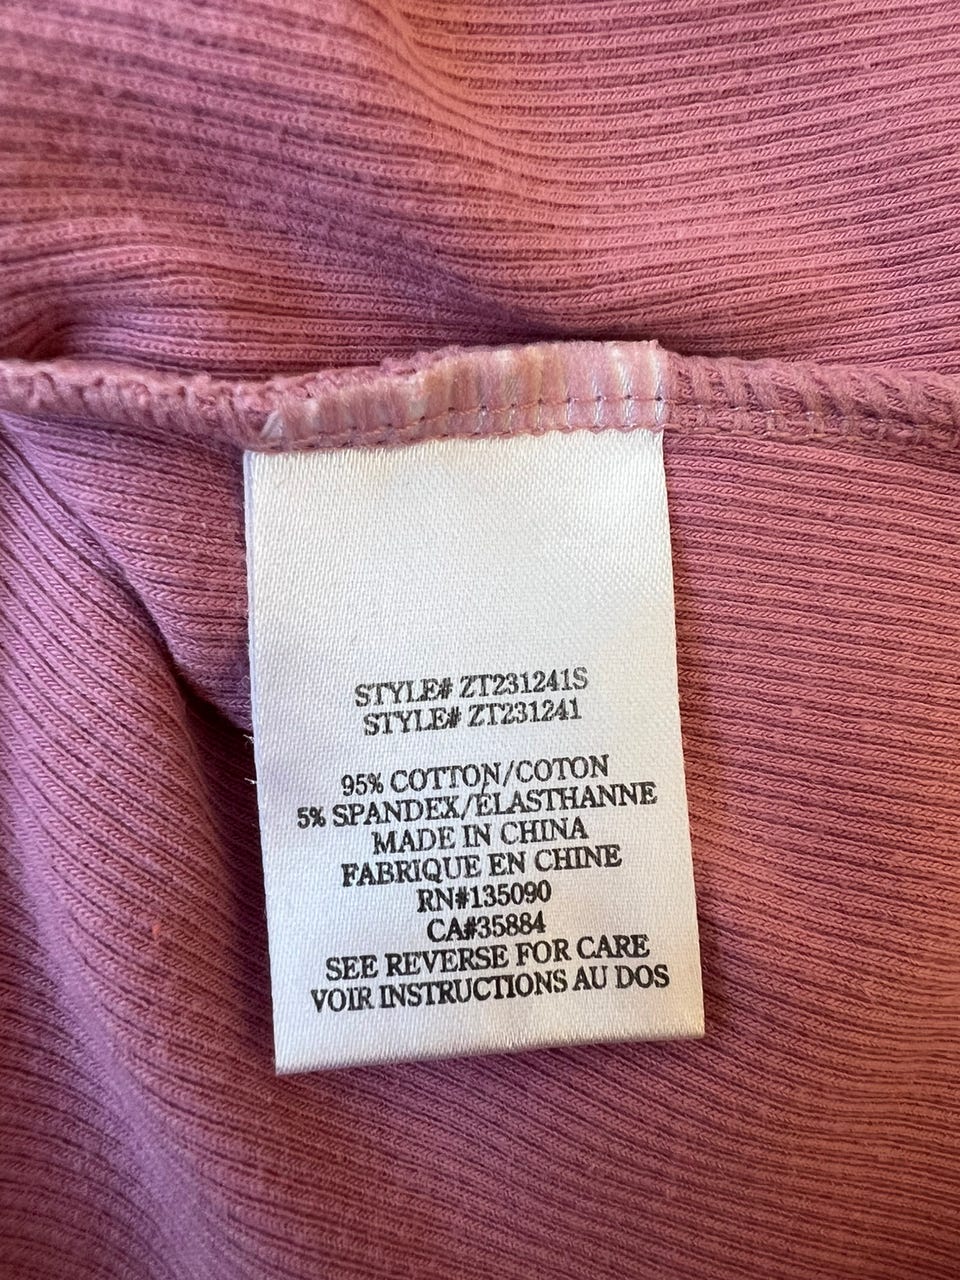 STYLE# ZT231241S
STYLE# ZT231241
95% COTTON/COTON
5% SPANDEX/ÉLASTHANNE
MADE IN CHINA
FABRIQUE EN CHINE
RN#135090
CA#35884
SEE REVERSE FOR CARE
VOIR INSTRUCTIONS AU DOS